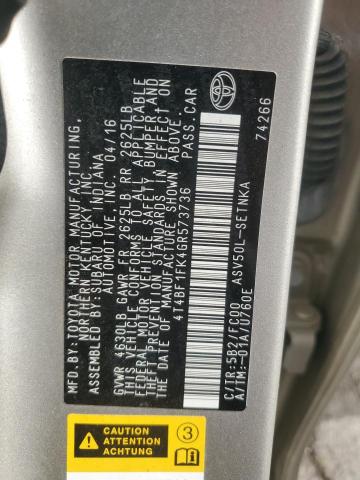 MFD.BY:TOYOTA MOTOR MANUFACTURING,
NORTHERN KENTUCKY, INC.
ASSEMBLED BY: SUBARU OF INDIANA
AUTOMOTIVE, INC. 04/16
GVWR 4630LB GAWR FR 2625LB RR 2625LB
THIS VEHICLE CONFORMS TO ALL APPLICABLE
FEDERAL MOTOR VEHICLE SAFETY, BUMPER, AND
THEFT PREVENTION STANDARDS IN EFFECT ON THE
DATE OF MANUFACTURE SHOWN ABOVE.
4T4BF1FK4GR573736 PASS.CAR
C/TR:5B2/FC00 ASV50L-SETNKA
A/TM:-01A/U760E 74266
TOYOTA
CAUTION
ATTENTION
ACHTUNG
3